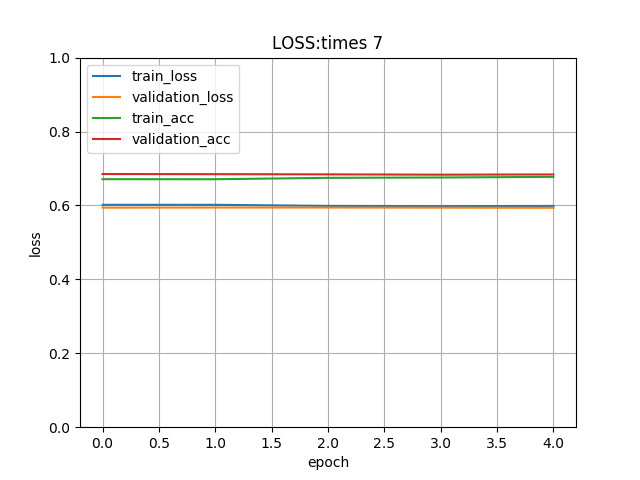 LOSS:times 7
1.0
0.8
0.6
0.4
0.2
0.0
loss
train_loss
validation_loss
train_acc
validation_acc
0.0 0.5 1.0 1.5 2.0 2.5 3.0 3.5 4.0
epoch